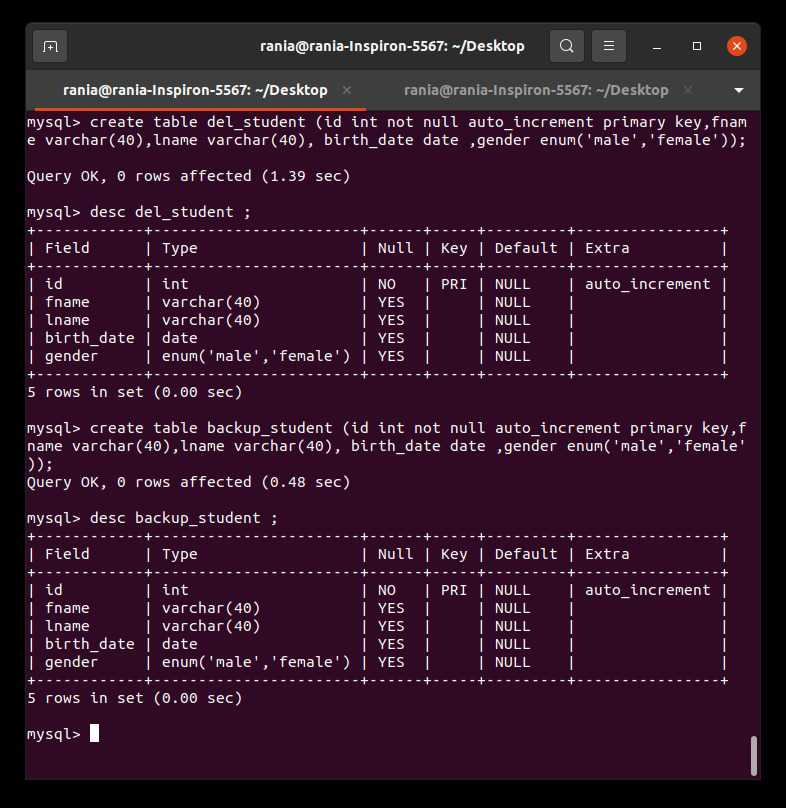 rania@rania-Inspiron-5567: ~/Desktop
rania@rania-Inspiron-5567: ~/Desktop × rania@rania-Inspiron-5567: ~/Desktop ×
mysql> create table del_student (id int not null auto_increment primary key,fnam
e varchar(40),lname varchar(40), birth_date date ,gender enum('male','female'));
Query OK, 0 rows affected (1.39 sec)
mysql> desc del_student ;
+------------+-----------------------+------+-----+---------+----------------+
| Field      | Type                  | Null | Key | Default | Extra          |
+------------+-----------------------+------+-----+---------+----------------+
| id         | int                   | NO   | PRI | NULL    | auto_increment |
| fname      | varchar(40)           | YES  |     | NULL    |                |
| lname      | varchar(40)           | YES  |     | NULL    |                |
| birth_date | date                  | YES  |     | NULL    |                |
| gender     | enum('male','female') | YES  |     | NULL    |                |
+------------+-----------------------+------+-----+---------+----------------+
5 rows in set (0.00 sec)
mysql> create table backup_student (id int not null auto_increment primary key,f
name varchar(40),lname varchar(40), birth_date date ,gender enum('male','female'
));
Query OK, 0 rows affected (0.48 sec)
mysql> desc backup_student ;
+------------+-----------------------+------+-----+---------+----------------+
| Field      | Type                  | Null | Key | Default | Extra          |
+------------+-----------------------+------+-----+---------+----------------+
| id         | int                   | NO   | PRI | NULL    | auto_increment |
| fname      | varchar(40)           | YES  |     | NULL    |                |
| lname      | varchar(40)           | YES  |     | NULL    |                |
| birth_date | date                  | YES  |     | NULL    |                |
| gender     | enum('male','female') | YES  |     | NULL    |                |
+------------+-----------------------+------+-----+---------+----------------+
5 rows in set (0.00 sec)
mysql>